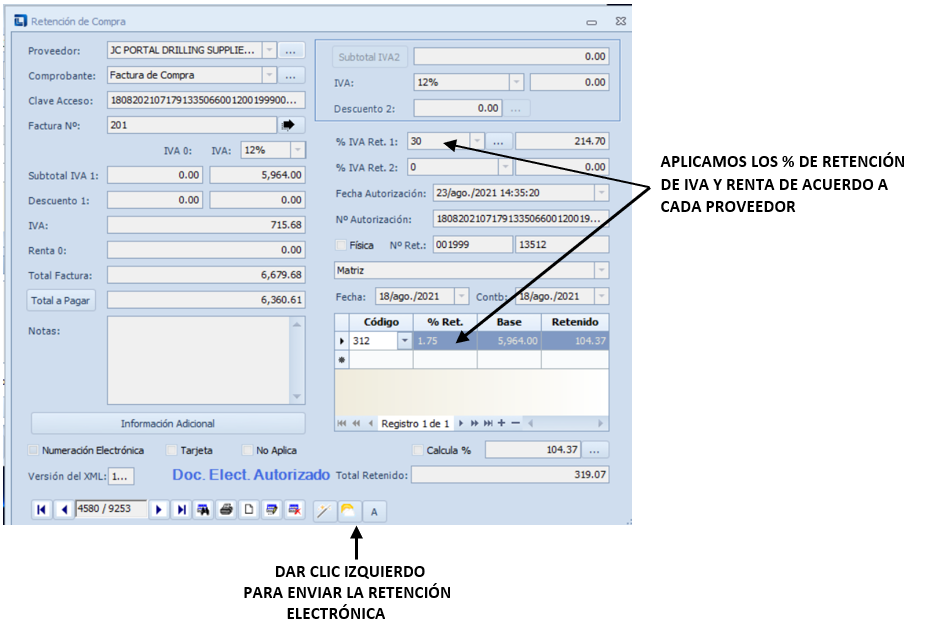 Retención de Compra
Proveedor: JC PORTAL DRILLING SUPPLIE... ...
Comprobante: Factura de Compra ...
Clave Acceso: 1808202107179133506600120019990​0...
Factura Nº: 201
IVA 0: IVA: 12%
Subtotal IVA 1: 0.00 5,964.00
Descuento 1: 0.00 0.00
IVA: 715.68
Renta 0: 0.00
Total Factura: 6,679.68
Total a Pagar 6,360.61
Notas:
Información Adicional
Numeración Electrónica Tarjeta No Aplica
Versión del XML: 1... Doc. Elect. Autorizado
4580 / 9253
A
Subtotal IVA2 0.00
IVA: 12% 0.00
Descuento 2: 0.00 ...
% IVA Ret. 1: 30 ... 214.70
% IVA Ret. 2: 0 0.00
Fecha Autorización: 23/ago./2021 14:35:20
Nº Autorización: 1808202107179133506600120019...
Física Nº Ret.: 001999 13512
Matriz
Fecha: 18/ago./2021 Contb: 18/ago./2021
Código % Ret. Base Retenido
312 1.75 5,964.00 104.37
Registro 1 de 1
Calcula % 104.37 ...
Total Retenido: 319.07
APLICAMOS LOS % DE RETENCIÓN
DE IVA Y RENTA DE ACUERDO A
CADA PROVEEDOR
DAR CLIC IZQUIERDO
PARA ENVIAR LA RETENCIÓN
ELECTRÓNICA